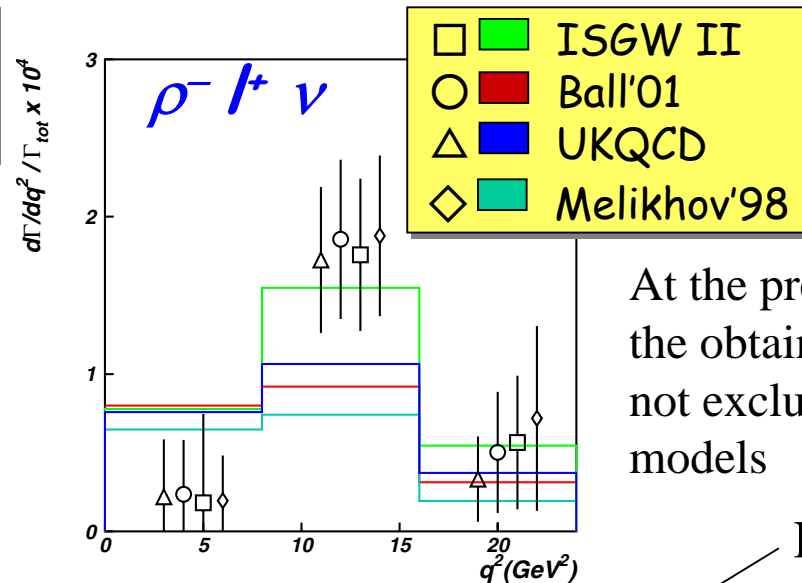 ρ⁻ l⁺ ν
dΓ/dq² / Γtot x 10⁴
3
2
1
0
0 5 10 15 20
q²(GeV²)
ISGW II
Ball'01
UKQCD
Melikhov'98
At the pr
the obtain
not exclu
models